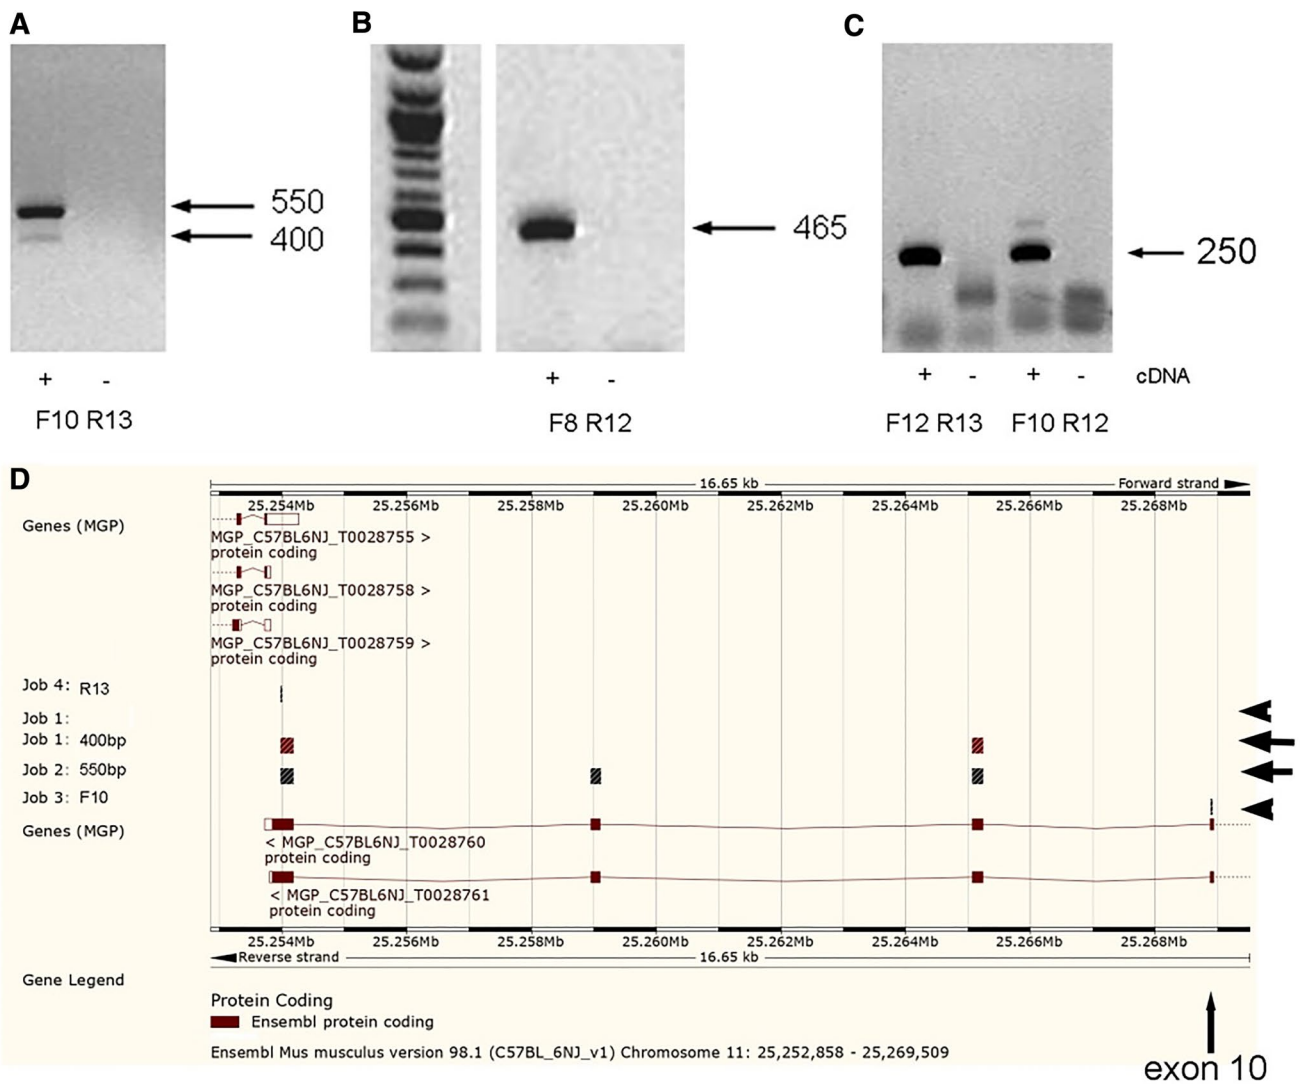 A
B
C
550
400
465
250
+ -
F10 R13
+ -
F8 R12
+ - + - cDNA
F12 R13 F10 R12
D
16.65 kb Forward strand
25.254Mb 25.256Mb 25.258Mb 25.260Mb 25.262Mb 25.264Mb 25.266Mb 25.268Mb
Genes (MGP)
MGP_C57BL6NJ_T0028755 >
protein coding
MGP_C57BL6NJ_T0028758 >
protein coding
MGP_C57BL6NJ_T0028759 >
protein coding
Job 4: R13
Job 1:
Job 1: 400bp
Job 2: 550bp
Job 3: F10
Genes (MGP)
< MGP_C57BL6NJ_T0028760
protein coding
< MGP_C57BL6NJ_T0028761
protein coding
25.254Mb 25.256Mb 25.258Mb 25.260Mb 25.262Mb 25.264Mb 25.266Mb 25.268Mb
Reverse strand 16.65 kb
Gene Legend
Protein Coding
Ensembl protein coding
Ensembl Mus musculus version 98.1 (C57BL_6NJ_v1) Chromosome 11: 25,252,858 - 25,269,509
exon 10